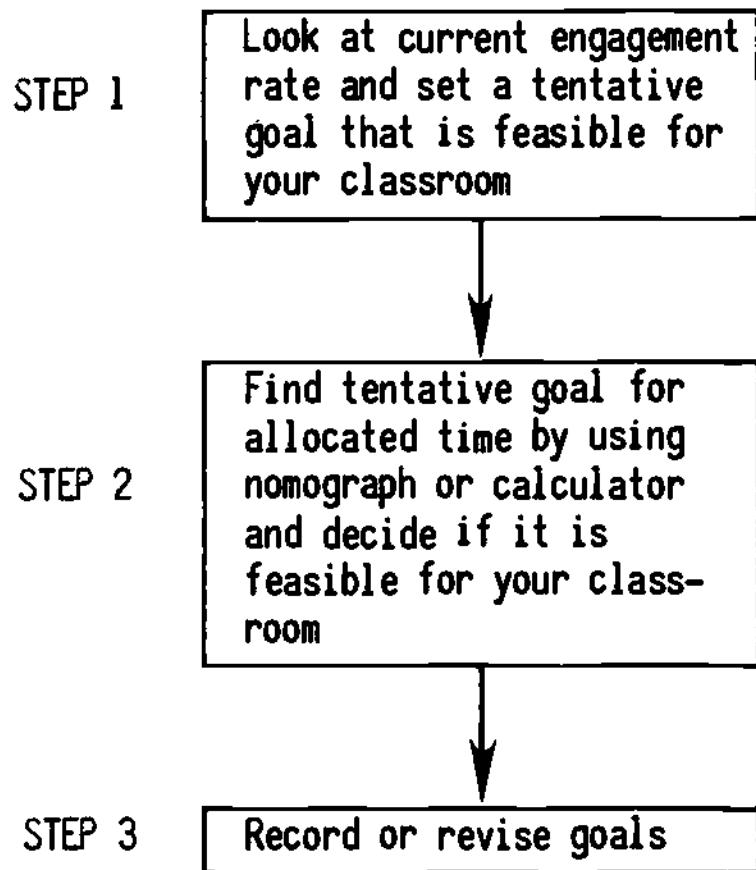 STEP 1
Look at current engagement
rate and set a tentative
goal that is feasible for
your classroom
STEP 2
Find tentative goal for
allocated time by using
nomograph or calculator
and decide if it is
feasible for your class-
room
STEP 3
Record or revise goals